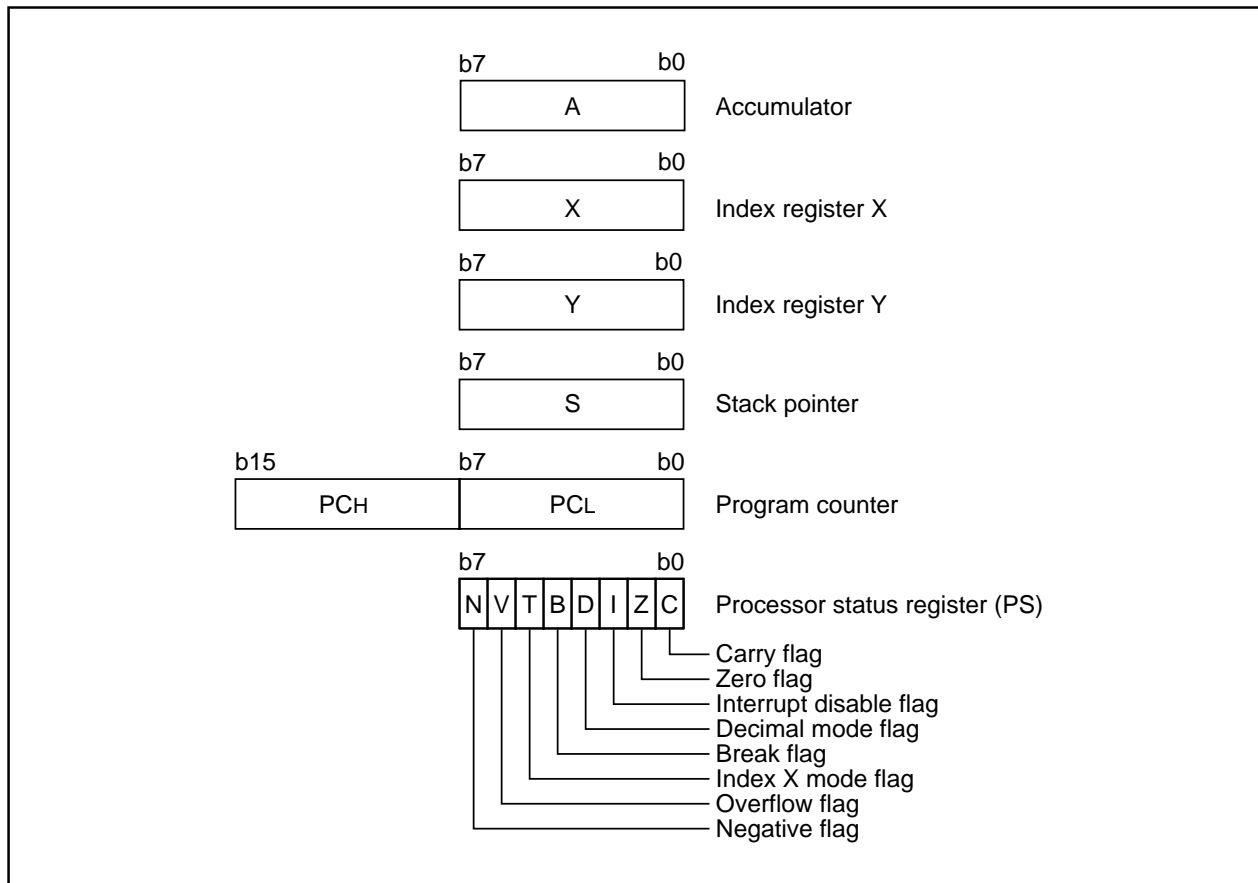 b7 b0
A Accumulator
b7 b0
X Index register X
b7 b0
Y Index register Y
b7 b0
S Stack pointer
b15 b7 b0
PCH PCL Program counter
b7 b0
N V T B D I Z C Processor status register (PS)
Carry flag
Zero flag
Interrupt disable flag
Decimal mode flag
Break flag
Index X mode flag
Overflow flag
Negative flag